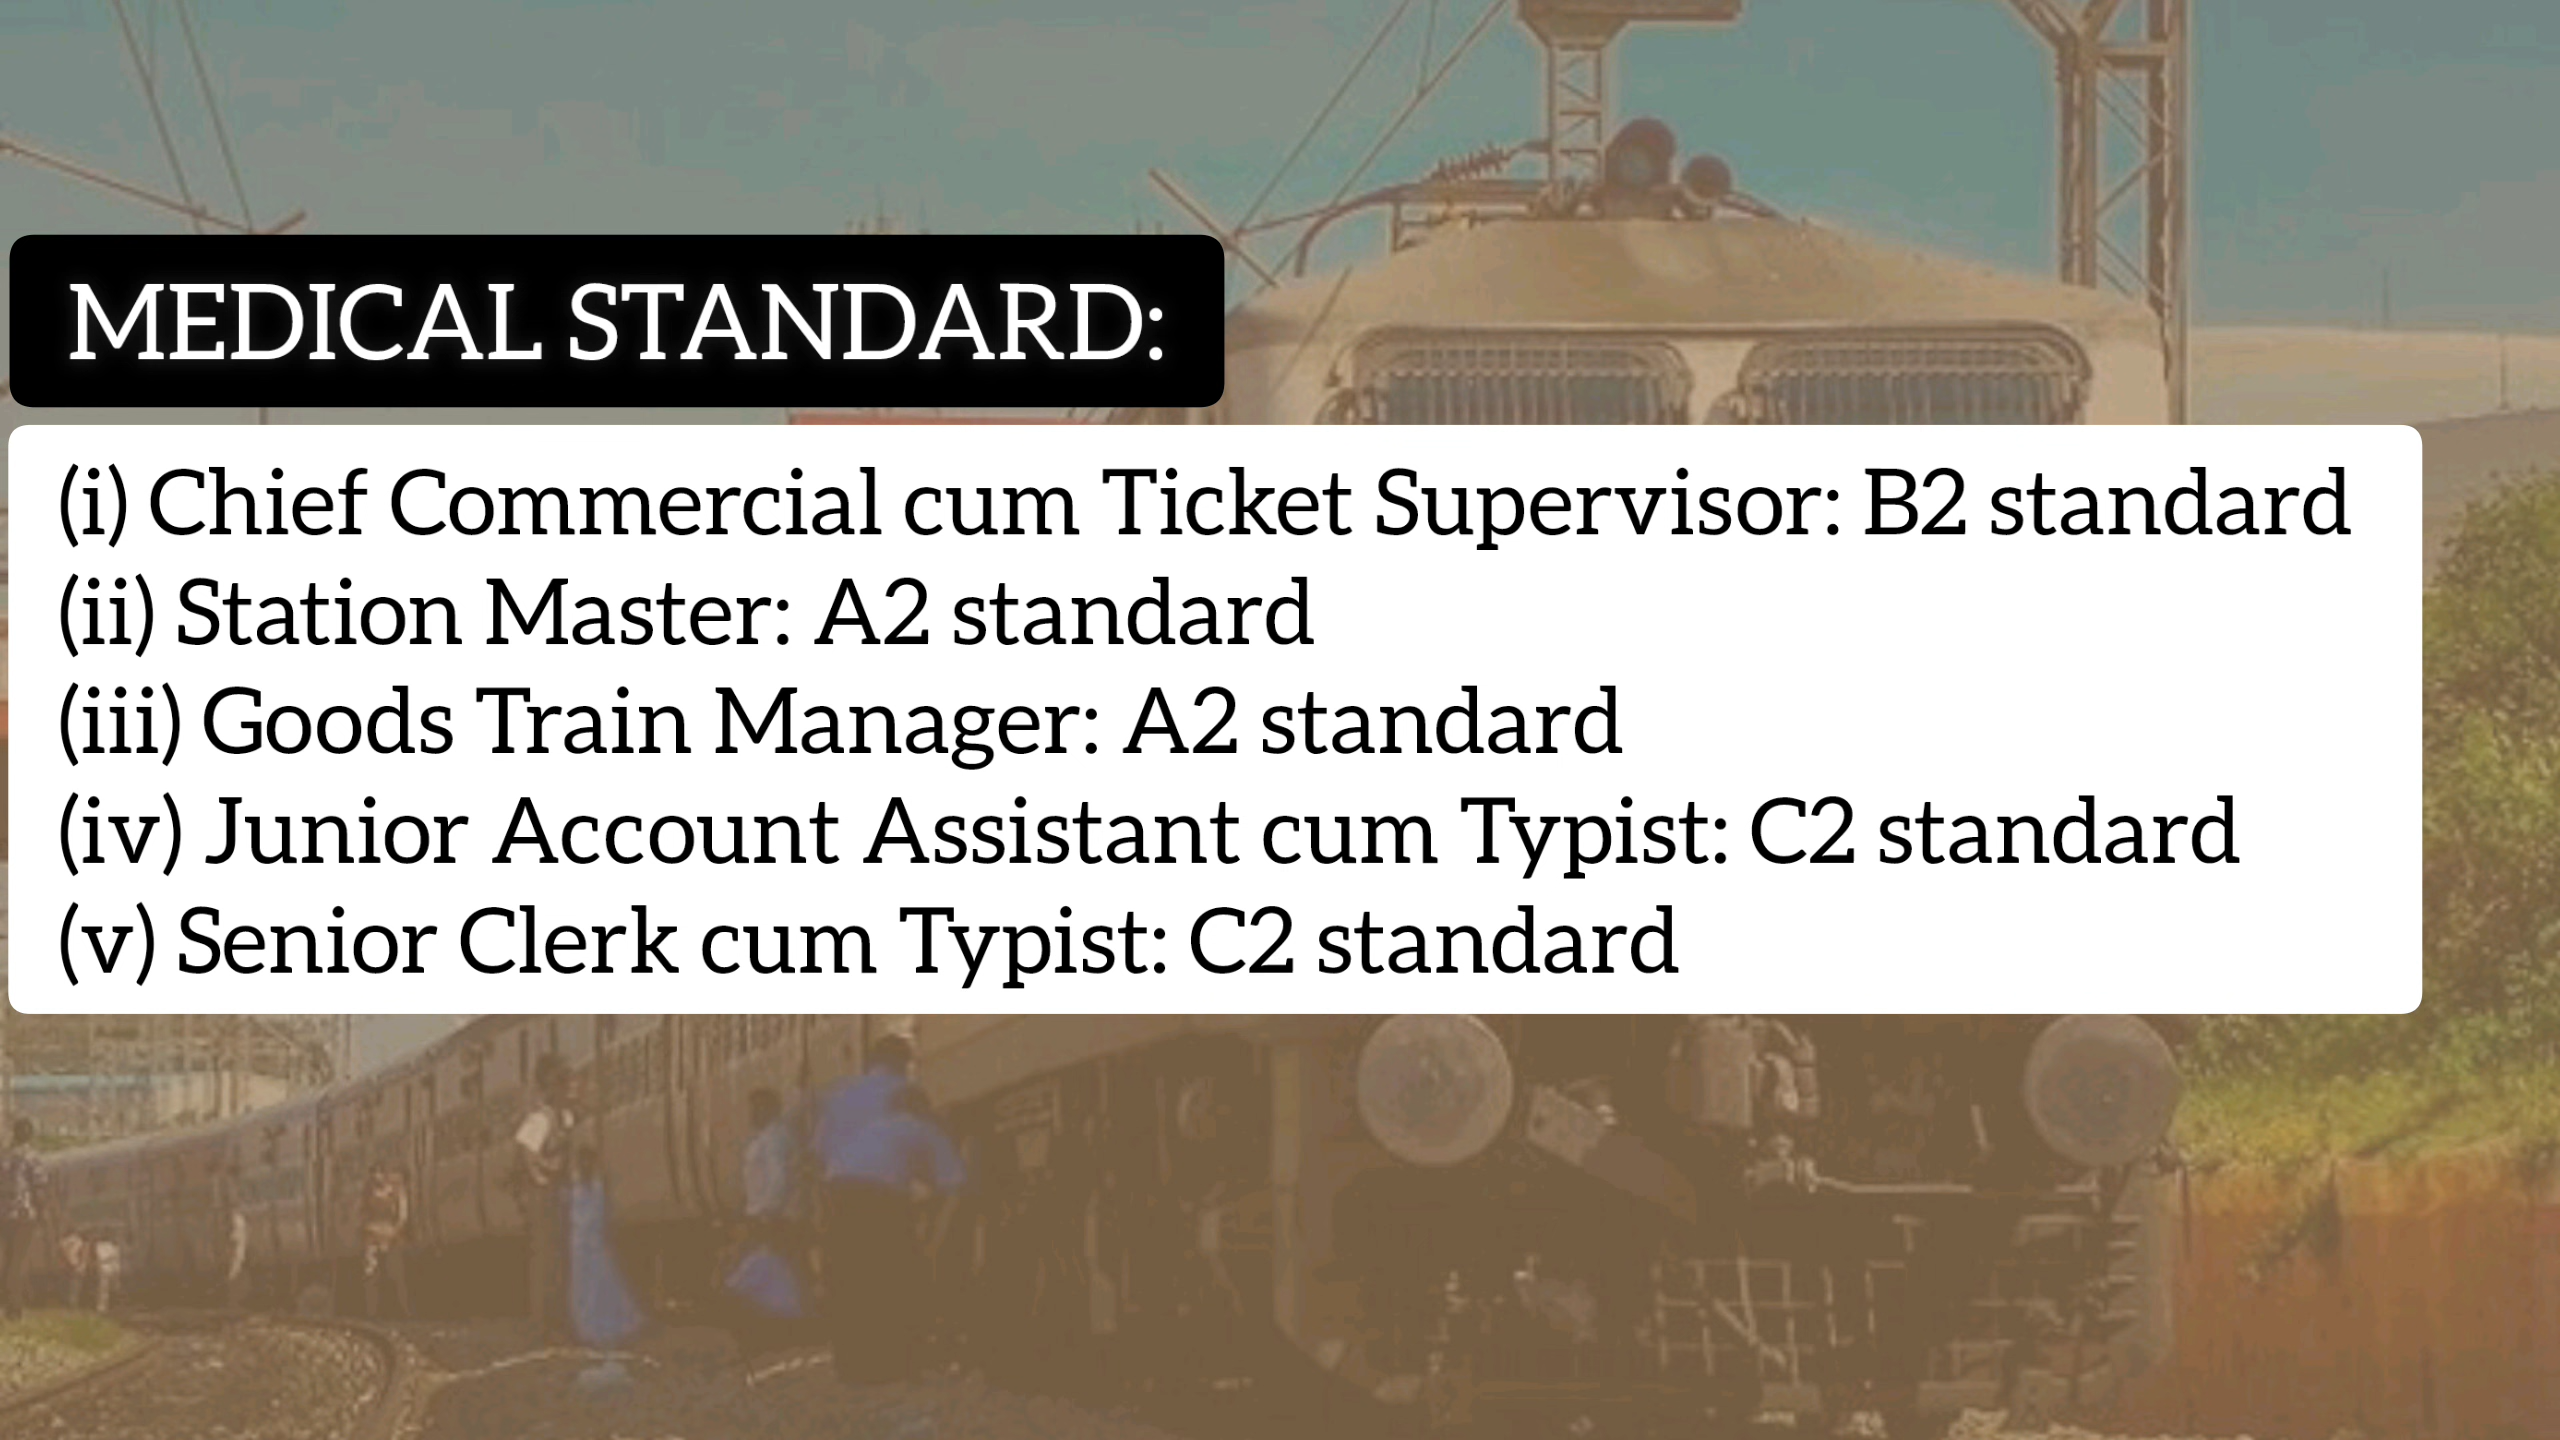 MEDICAL STANDARD:
(i) Chief Commercial cum Ticket Supervisor: B2 standard
(ii) Station Master: A2 standard
(iii) Goods Train Manager: A2 standard
(iv) Junior Account Assistant cum Typist: C2 standard
(v) Senior Clerk cum Typist: C2 standard